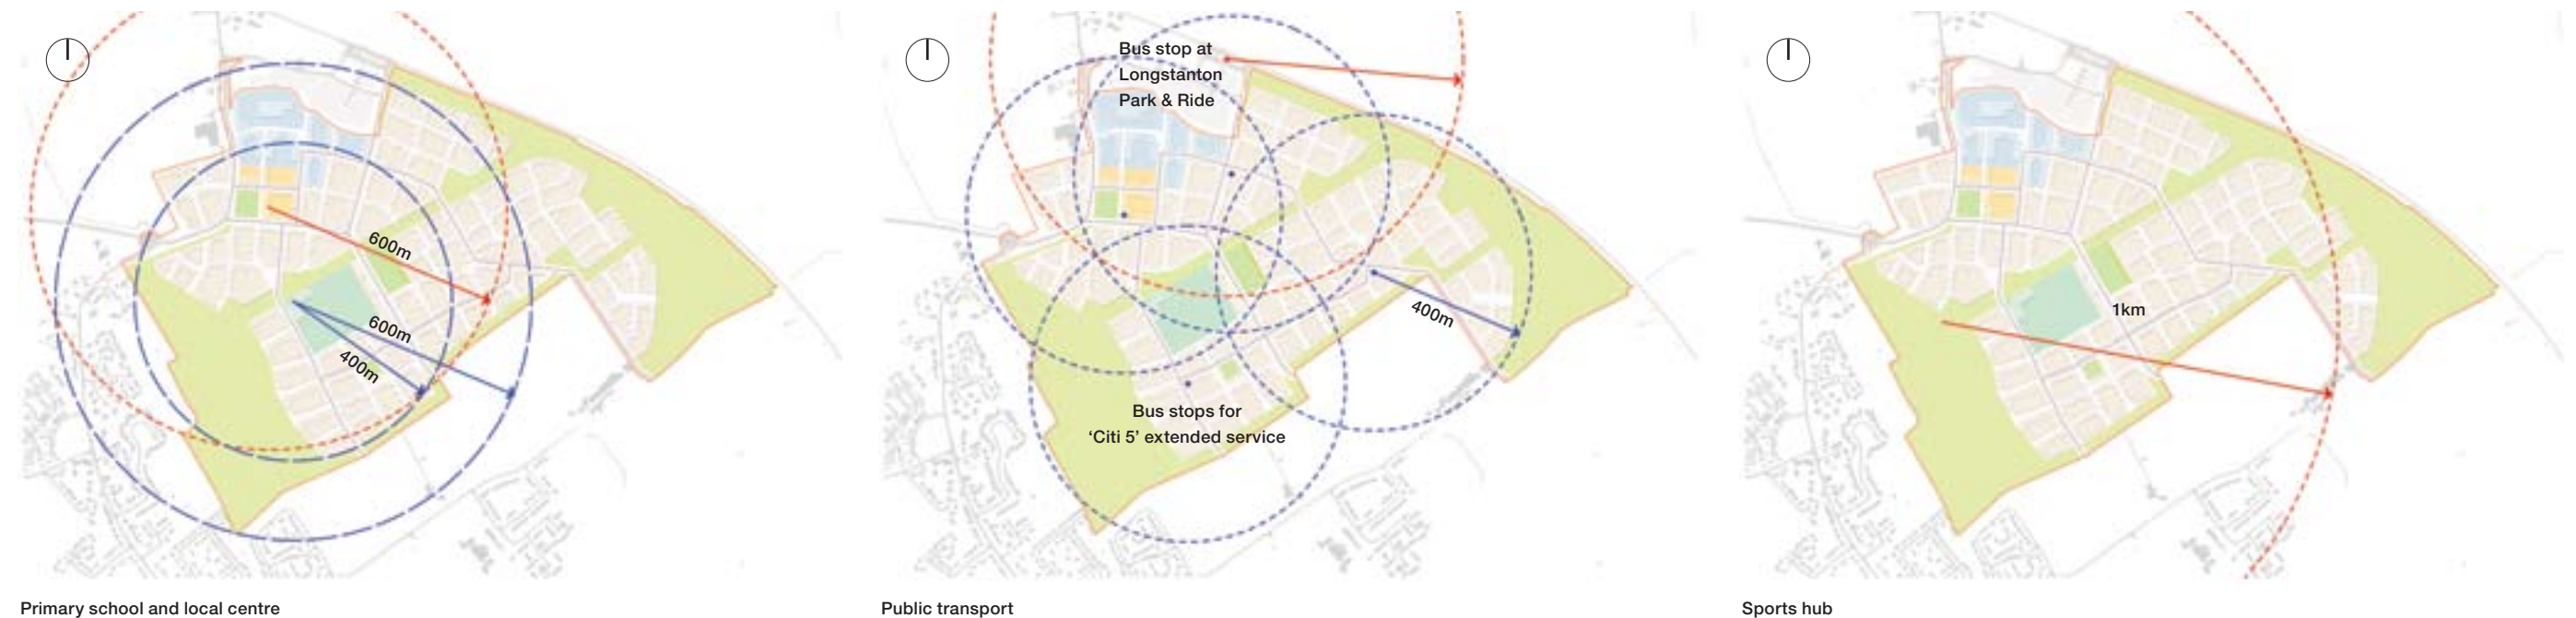 600m
600m
400m
Primary school and local centre
Bus stop at
Longstanton
Park & Ride
400m
Bus stops for
‘Citi 5’ extended service
Public transport
1km
Sports hub